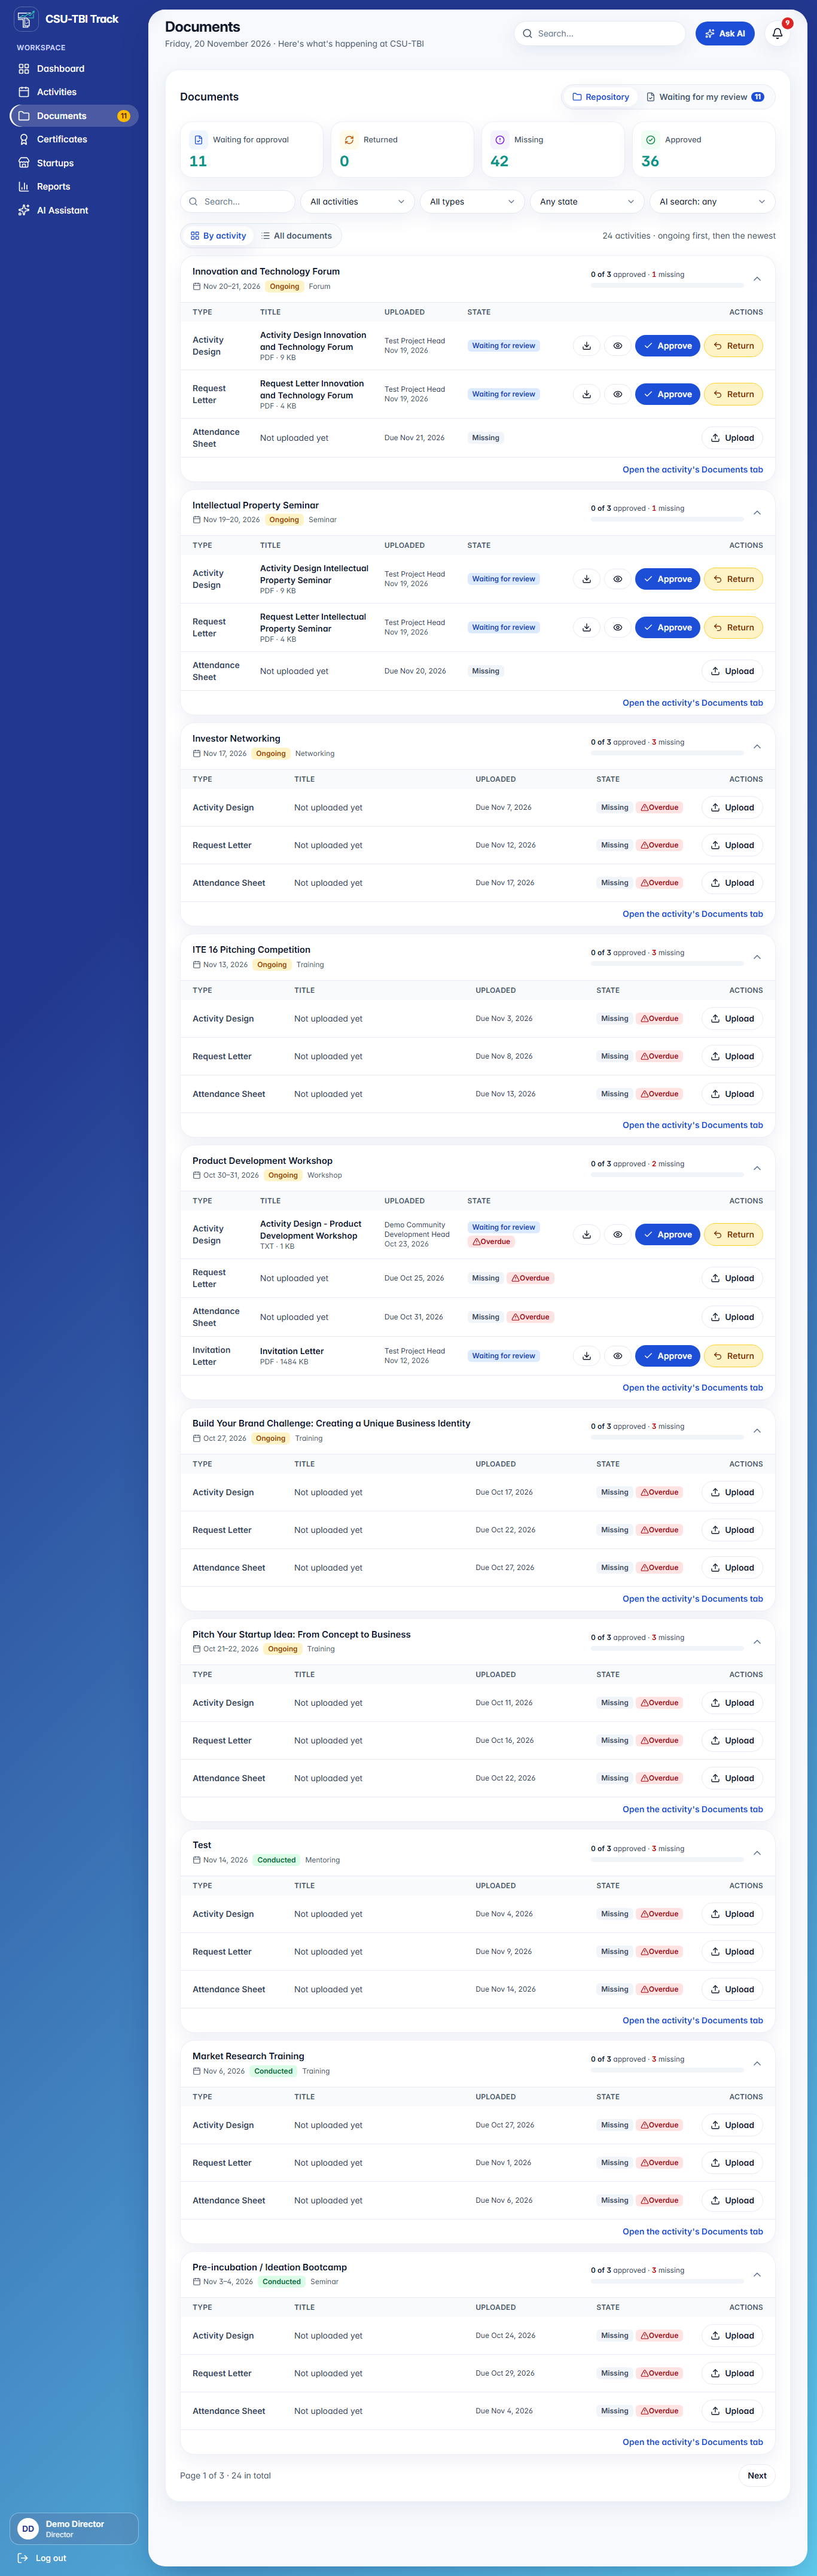 CSU-TBI Track
WORKSPACE
Dashboard
Activities
Documents 11
Certificates
Startups
Reports
AI Assistant
Documents
Friday, 20 November 2026 · Here's what's happening at CSU-TBI
Search...
Ask AI
9
Documents
Repository
Waiting for my review 11
Waiting for approval
11
Returned
0
Missing
42
Approved
36
Search...
All activities
All types
Any state
AI search: any
By activity
All documents
24 activities · ongoing first, then the newest
Innovation and Technology Forum
Nov 20–21, 2026 Ongoing Forum
0 of 3 approved · 1 missing
TYPE TITLE UPLOADED STATE ACTIONS
Activity Design
Activity Design Innovation and Technology Forum
PDF · 9 KB
Test Project Head
Nov 19, 2026
Waiting for review
Approve
Return
Request Letter
Request Letter Innovation and Technology Forum
PDF · 4 KB
Test Project Head
Nov 19, 2026
Waiting for review
Approve
Return
Attendance Sheet
Not uploaded yet
Due Nov 21, 2026
Missing
Upload
Open the activity's Documents tab
Intellectual Property Seminar
Nov 19–20, 2026 Ongoing Seminar
0 of 3 approved · 1 missing
TYPE TITLE UPLOADED STATE ACTIONS
Activity Design
Activity Design Intellectual Property Seminar
PDF · 9 KB
Test Project Head
Nov 19, 2026
Waiting for review
Approve
Return
Request Letter
Request Letter Intellectual Property Seminar
PDF · 4 KB
Test Project Head
Nov 19, 2026
Waiting for review
Approve
Return
Attendance Sheet
Not uploaded yet
Due Nov 20, 2026
Missing
Upload
Open the activity's Documents tab
Investor Networking
Nov 17, 2026 Ongoing Networking
0 of 3 approved · 3 missing
TYPE TITLE UPLOADED STATE ACTIONS
Activity Design Not uploaded yet Due Nov 7, 2026 Missing Overdue Upload
Request Letter Not uploaded yet Due Nov 12, 2026 Missing Overdue Upload
Attendance Sheet Not uploaded yet Due Nov 17, 2026 Missing Overdue Upload
Open the activity's Documents tab
ITE 16 Pitching Competition
Nov 13, 2026 Ongoing Training
0 of 3 approved · 3 missing
TYPE TITLE UPLOADED STATE ACTIONS
Activity Design Not uploaded yet Due Nov 3, 2026 Missing Overdue Upload
Request Letter Not uploaded yet Due Nov 8, 2026 Missing Overdue Upload
Attendance Sheet Not uploaded yet Due Nov 13, 2026 Missing Overdue Upload
Open the activity's Documents tab
Product Development Workshop
Oct 30–31, 2026 Ongoing Workshop
0 of 3 approved · 2 missing
TYPE TITLE UPLOADED STATE ACTIONS
Activity Design
Activity Design - Product Development Workshop
TXT · 1 KB
Demo Community Development Head
Oct 23, 2026
Waiting for review
Overdue
Approve
Return
Request Letter
Not uploaded yet
Due Oct 25, 2026
Missing Overdue
Upload
Attendance Sheet
Not uploaded yet
Due Oct 31, 2026
Missing Overdue
Upload
Invitation Letter
Invitation Letter
PDF · 1484 KB
Test Project Head
Nov 12, 2026
Waiting for review
Approve
Return
Open the activity's Documents tab
Build Your Brand Challenge: Creating a Unique Business Identity
Oct 27, 2026 Ongoing Training
0 of 3 approved · 3 missing
TYPE TITLE UPLOADED STATE ACTIONS
Activity Design Not uploaded yet Due Oct 17, 2026 Missing Overdue Upload
Request Letter Not uploaded yet Due Oct 22, 2026 Missing Overdue Upload
Attendance Sheet Not uploaded yet Due Oct 27, 2026 Missing Overdue Upload
Open the activity's Documents tab
Pitch Your Startup Idea: From Concept to Business
Oct 21–22, 2026 Ongoing Training
0 of 3 approved · 3 missing
TYPE TITLE UPLOADED STATE ACTIONS
Activity Design Not uploaded yet Due Oct 11, 2026 Missing Overdue Upload
Request Letter Not uploaded yet Due Oct 16, 2026 Missing Overdue Upload
Attendance Sheet Not uploaded yet Due Oct 22, 2026 Missing Overdue Upload
Open the activity's Documents tab
Test
Nov 14, 2026 Conducted Mentoring
0 of 3 approved · 3 missing
TYPE TITLE UPLOADED STATE ACTIONS
Activity Design Not uploaded yet Due Nov 4, 2026 Missing Overdue Upload
Request Letter Not uploaded yet Due Nov 9, 2026 Missing Overdue Upload
Attendance Sheet Not uploaded yet Due Nov 14, 2026 Missing Overdue Upload
Open the activity's Documents tab
Market Research Training
Nov 6, 2026 Conducted Training
0 of 3 approved · 3 missing
TYPE TITLE UPLOADED STATE ACTIONS
Activity Design Not uploaded yet Due Oct 27, 2026 Missing Overdue Upload
Request Letter Not uploaded yet Due Nov 1, 2026 Missing Overdue Upload
Attendance Sheet Not uploaded yet Due Nov 6, 2026 Missing Overdue Upload
Open the activity's Documents tab
Pre-incubation / Ideation Bootcamp
Nov 3–4, 2026 Conducted Seminar
0 of 3 approved · 3 missing
TYPE TITLE UPLOADED STATE ACTIONS
Activity Design Not uploaded yet Due Oct 24, 2026 Missing Overdue Upload
Request Letter Not uploaded yet Due Oct 29, 2026 Missing Overdue Upload
Attendance Sheet Not uploaded yet Due Nov 4, 2026 Missing Overdue Upload
Open the activity's Documents tab
Page 1 of 3 · 24 in total
Next
DD
Demo Director
Director
Log out